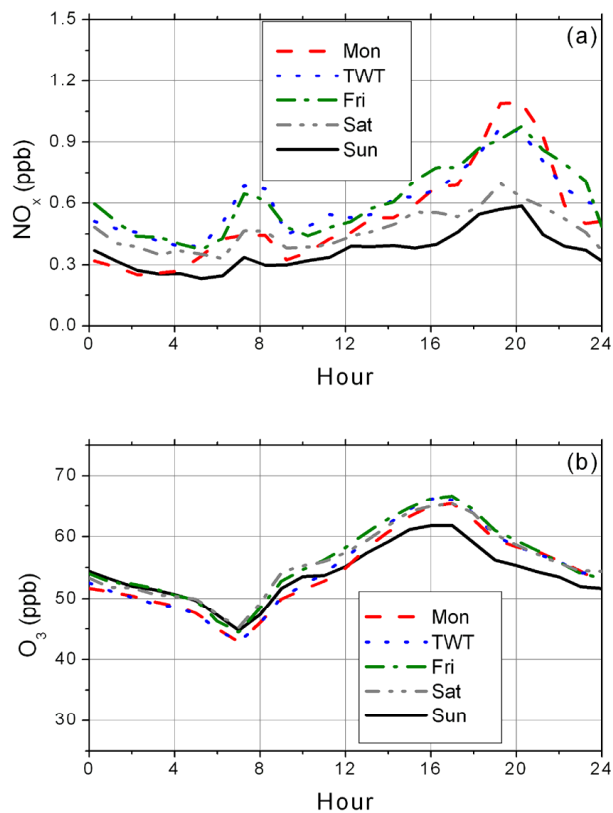 1.5
(a)
1.2
0.9
0.6
0.3
0.0
NOₓ (ppb)
Mon
TWT
Fri
Sat
Sun
0 4 8 12 16 20 24
Hour
(b)
70
60
50
40
30
O₃ (ppb)
Mon
TWT
Fri
Sat
Sun
0 4 8 12 16 20 24
Hour